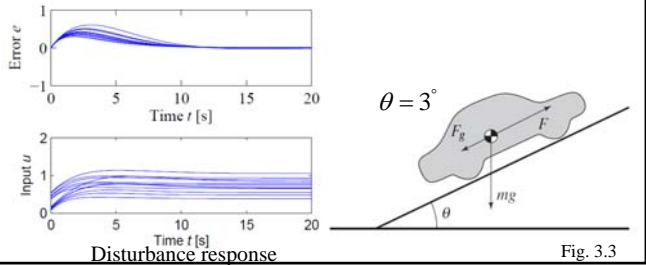 1
0
−1
Error e
0 5 10 15 20
Time t [s]
2
1
0
Input u
0 5 10 15 20
Time t [s]
Disturbance response
θ = 3°
F_g
F
mg
θ
Fig. 3.3